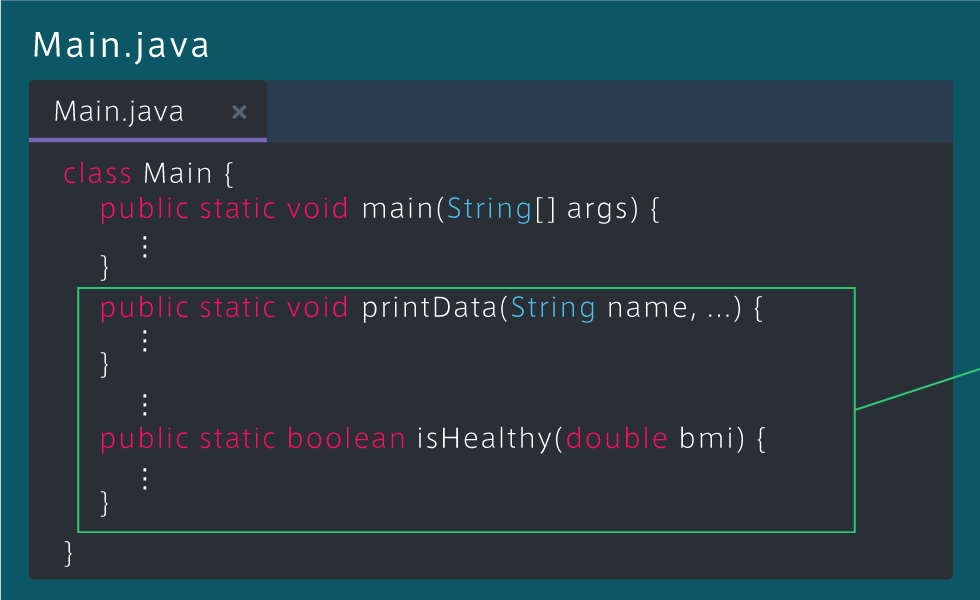 Main.java
Main.java ×
class Main {
public static void main(String[] args) {
⋮
}
public static void printData(String name, ...) {
⋮
}
⋮
public static boolean isHealthy(double bmi) {
⋮
}
}